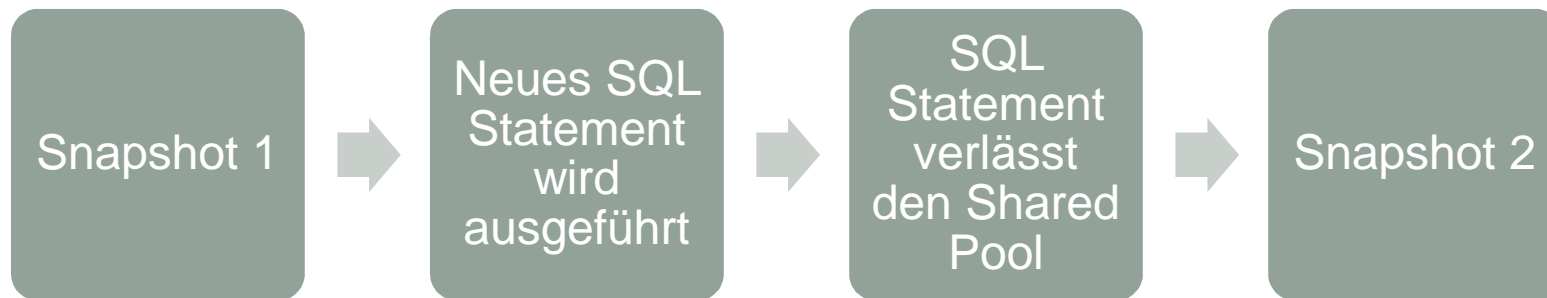 Snapshot 1
Neues SQL
Statement
wird
ausgeführt
SQL
Statement
verlässt
den Shared
Pool
Snapshot 2